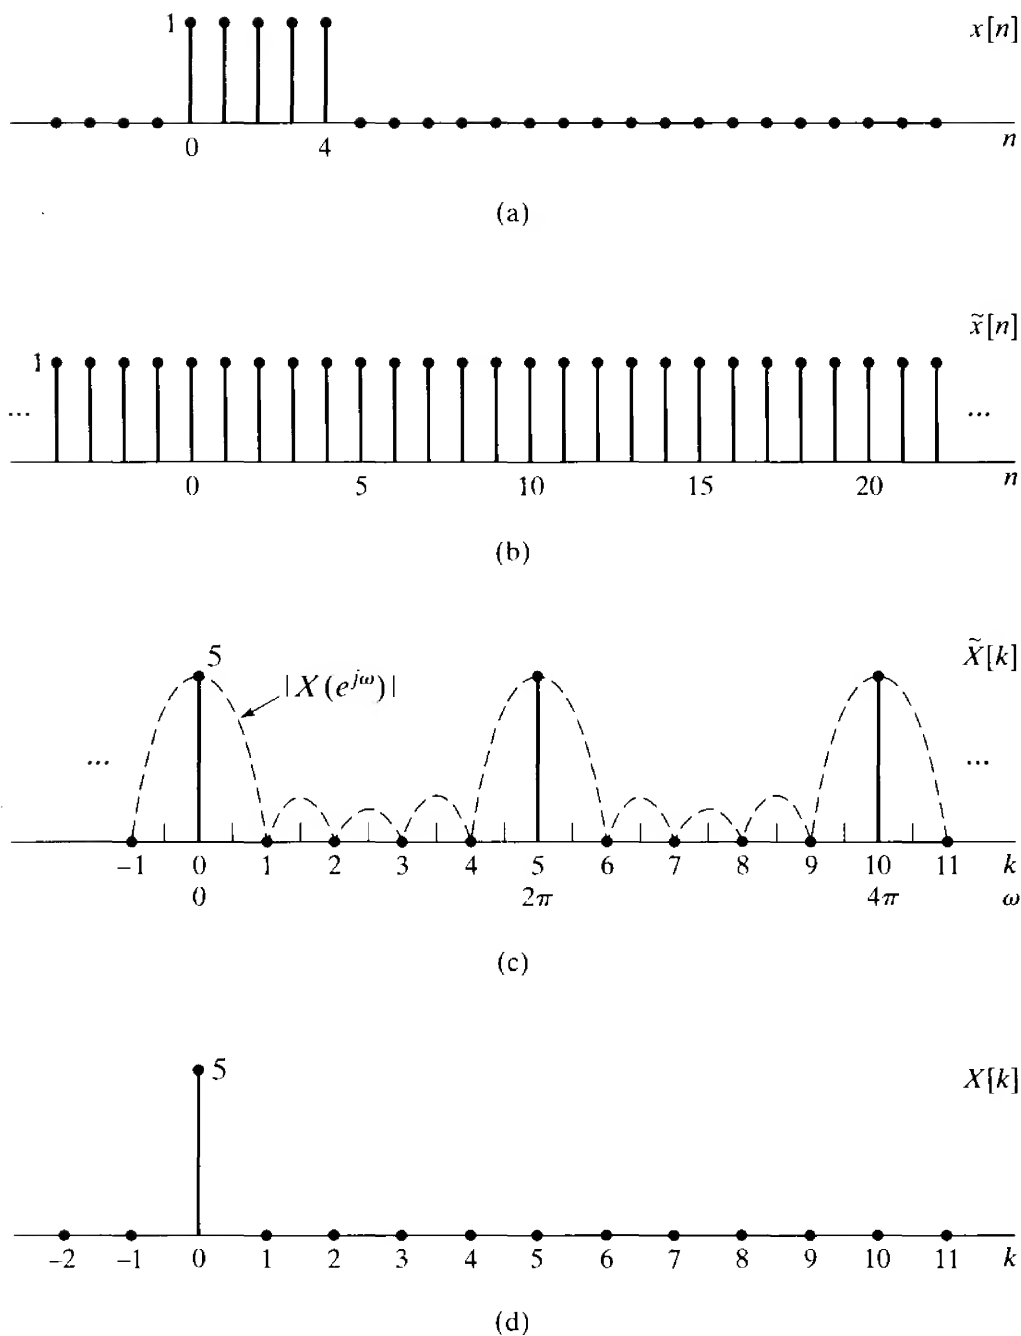 1 x[n]
0 4 n
(a)
x̃[n]
1
... ...
0 5 10 15 20 n
(b)
5 X̃[k]
|X(e^{jω})|
... ...
−1 0 1 2 3 4 5 6 7 8 9 10 11 k
0 2π 4π ω
(c)
5 X[k]
−2 −1 0 1 2 3 4 5 6 7 8 9 10 11 k
(d)